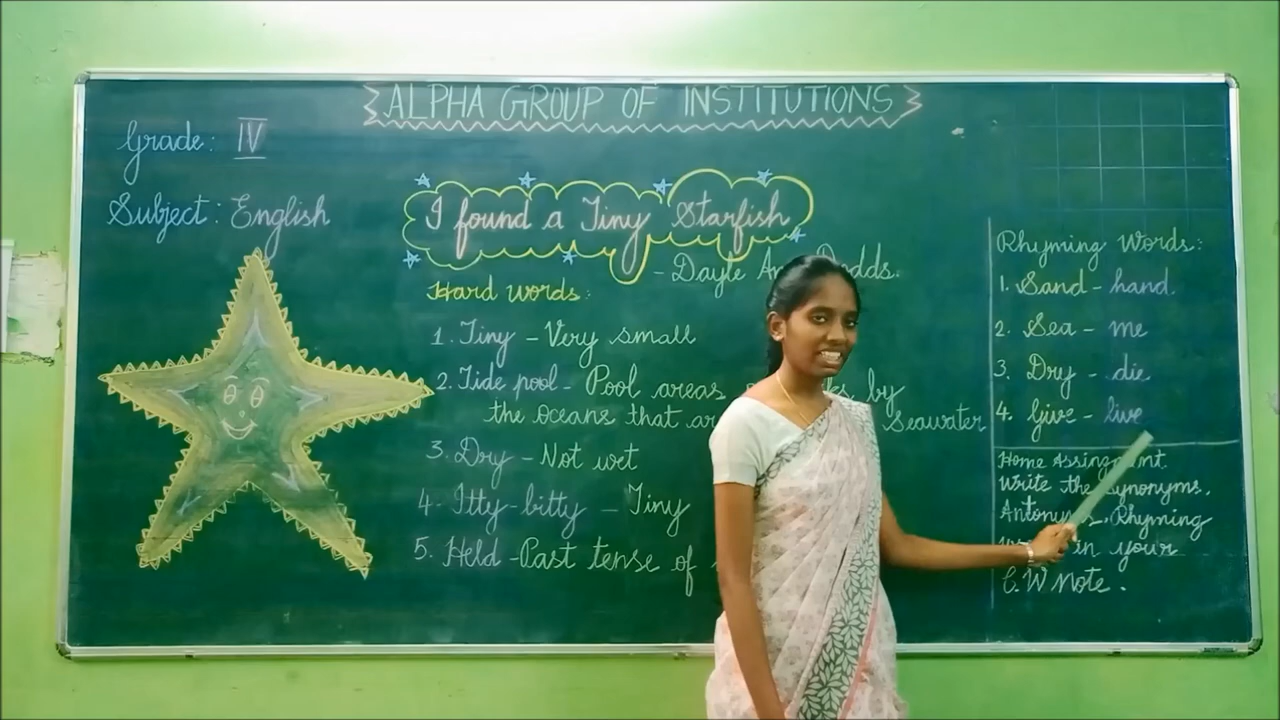 ALPHA GROUP OF INSTITUTIONS
Grade: IV
Subject: English
I found a Tiny Starfish
- Dayle Dodds.
Hard words:
1. Tiny - Very small
2. Tide pool - Pool areas by
the oceans that Seawater
3. Dry - Not wet
4. Itty-bitty - Tiny
5. Held - Past tense of
Rhyming Words:
1. Sand - hand.
2. Sea - me
3. Dry - die
4. Give - live
Home
Write the Synonyms,
Rhyming
in your
C.W Note.